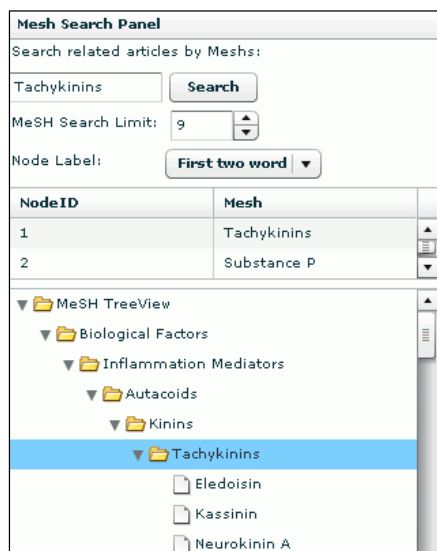 Mesh Search Panel
Search related articles by Meshs:
Tachykinins Search
MeSH Search Limit: 9
Node Label: First two word
NodeID Mesh
1 Tachykinins
2 Substance P
MeSH TreeView
Biological Factors
Inflammation Mediators
Autacoids
Kinins
Tachykinins
Eledoisin
Kassinin
Neurokinin A